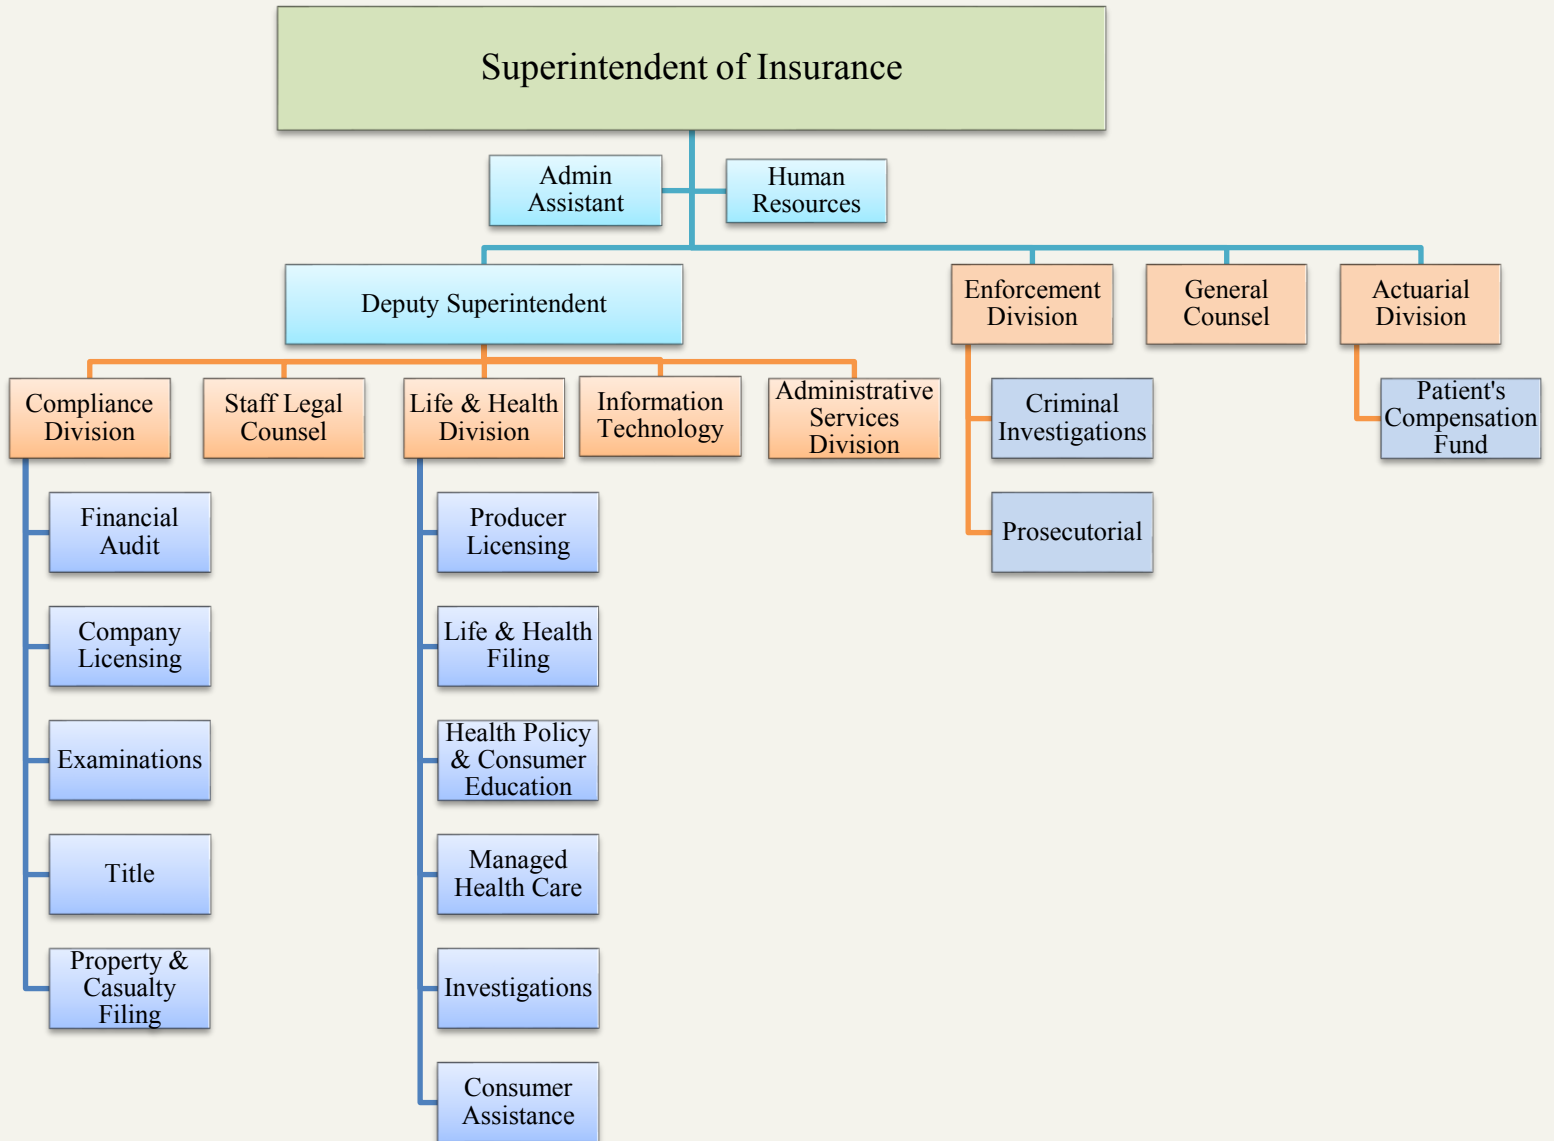 Superintendent of Insurance
Admin
Assistant
Human
Resources
Deputy Superintendent
Enforcement
Division
General
Counsel
Actuarial
Division
Compliance
Division
Staff Legal
Counsel
Life & Health
Division
Information
Technology
Administrative
Services
Division
Criminal
Investigations
Patient's
Compensation
Fund
Financial
Audit
Producer
Licensing
Prosecutorial
Company
Licensing
Life & Health
Filing
Examinations
Health Policy
& Consumer
Education
Title
Managed
Health Care
Property &
Casualty
Filing
Investigations
Consumer
Assistance